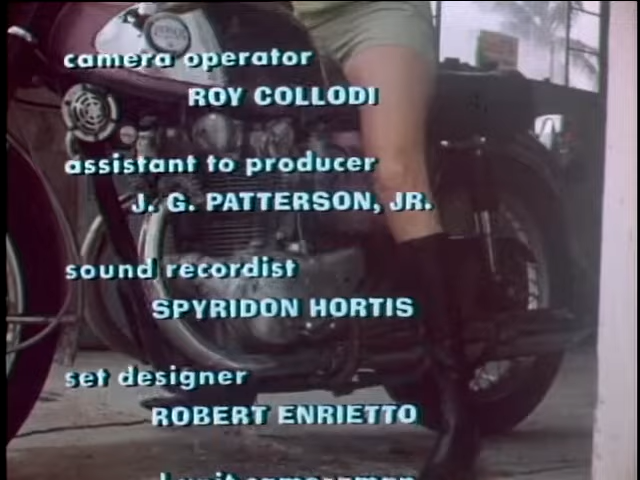 camera operator
ROY COLLODI
assistant to producer
J. G. PATTERSON, JR.
sound recordist
SPYRIDON HORTIS
set designer
ROBERT ENRIETTO